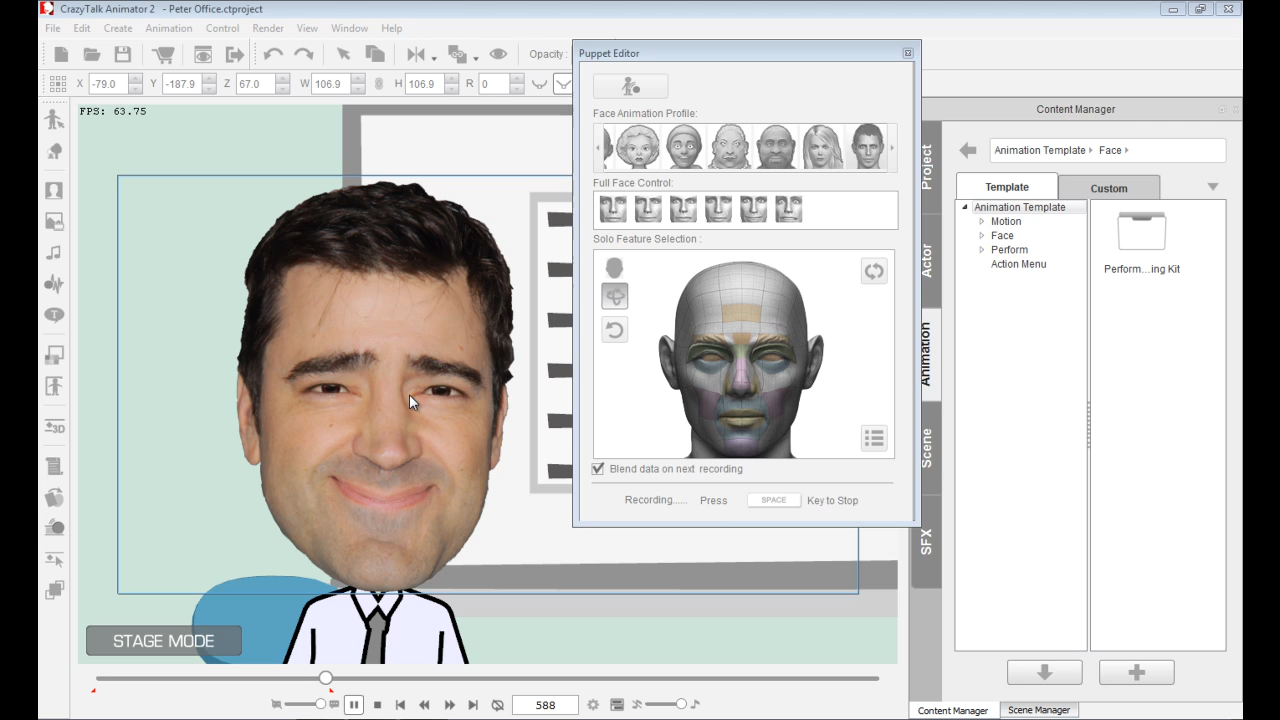 CrazyTalk Animator 2 - Peter Office.ctproject
File Edit Create Animation Control Render View Window Help
Opacity :
X -79.0 Y -187.9 Z 67.0 W 106.9 H 106.9 R 0
FPS: 63.75
STAGE MODE
588
Puppet Editor
Face Animation Profile:
Full Face Control:
Solo Feature Selection :
Blend data on next recording
Recording...... Press SPACE Key to Stop
Project
Actor
Animation
Scene
SFX
Content Manager
Animation Template Face
Template Custom
Animation Template
Motion
Face
Perform
Action Menu
Perform...ing Kit
Content Manager Scene Manager